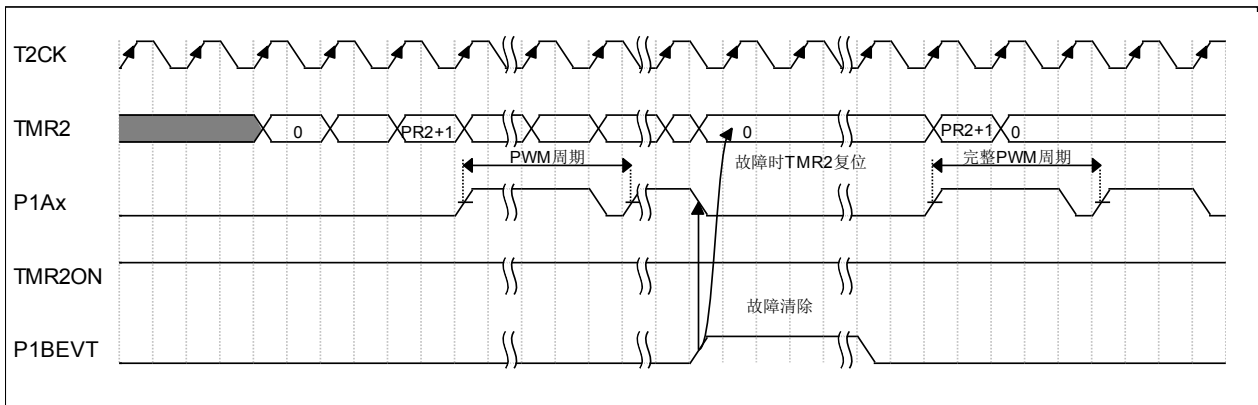 T2CK
TMR2
0
PR2+1
0
PR2+1
0
PWM周期
故障时TMR2复位
完整PWM周期
P1Ax
TMR2ON
故障清除
P1BEVT